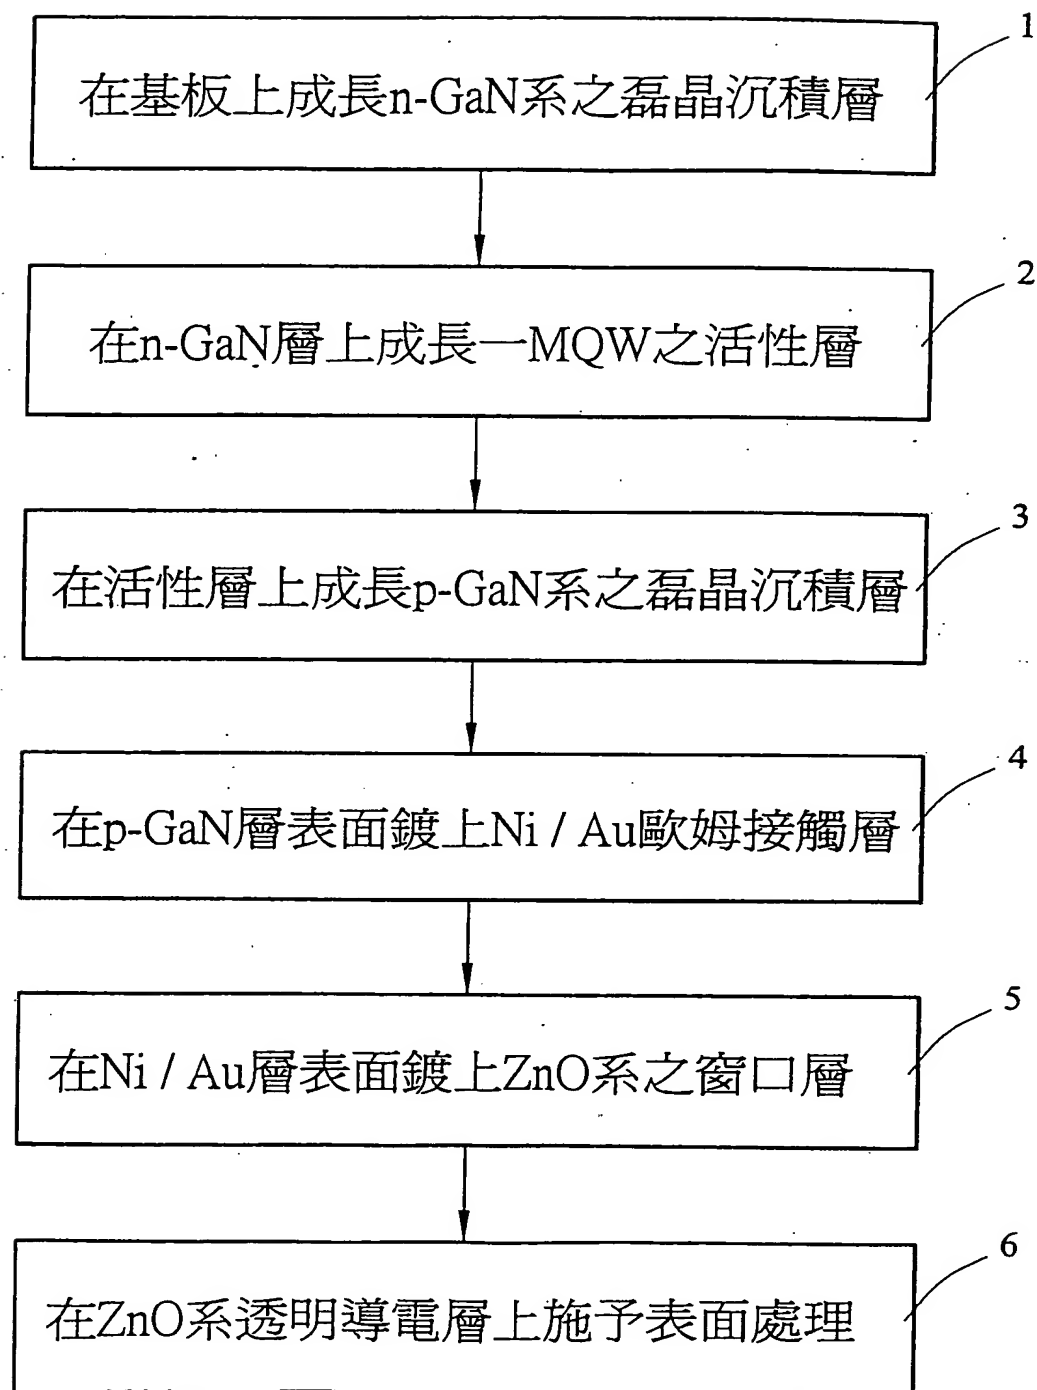 在基板上成長n-GaN系之磊晶沉積層
1
在n-GaN層上成長一MQW之活性層
2
在活性層上成長p-GaN系之磊晶沉積層
3
在p-GaN層表面鍍上Ni / Au歐姆接觸層
4
在Ni / Au層表面鍍上ZnO系之窗口層
5
在ZnO系透明導電層上施予表面處理
6